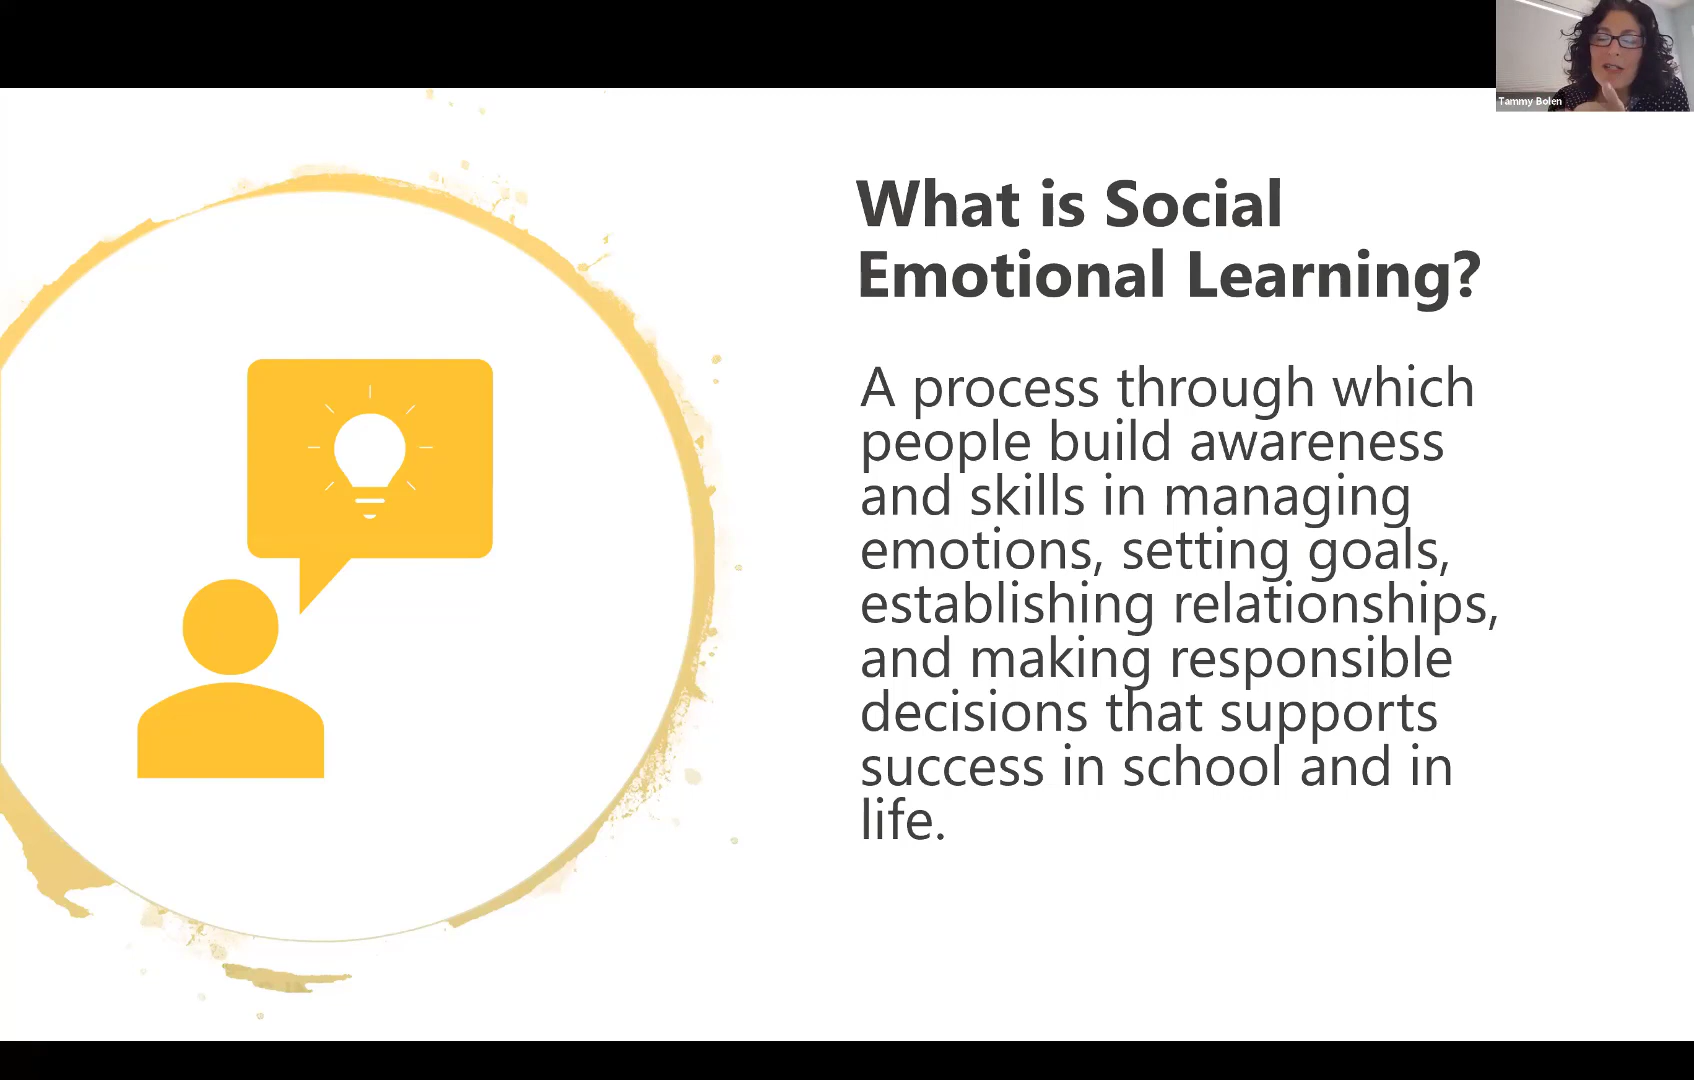 Tammy Bolen
What is Social
Emotional Learning?
A process through which
people build awareness
and skills in managing
emotions, setting goals,
establishing relationships,
and making responsible
decisions that supports
success in school and in
life.